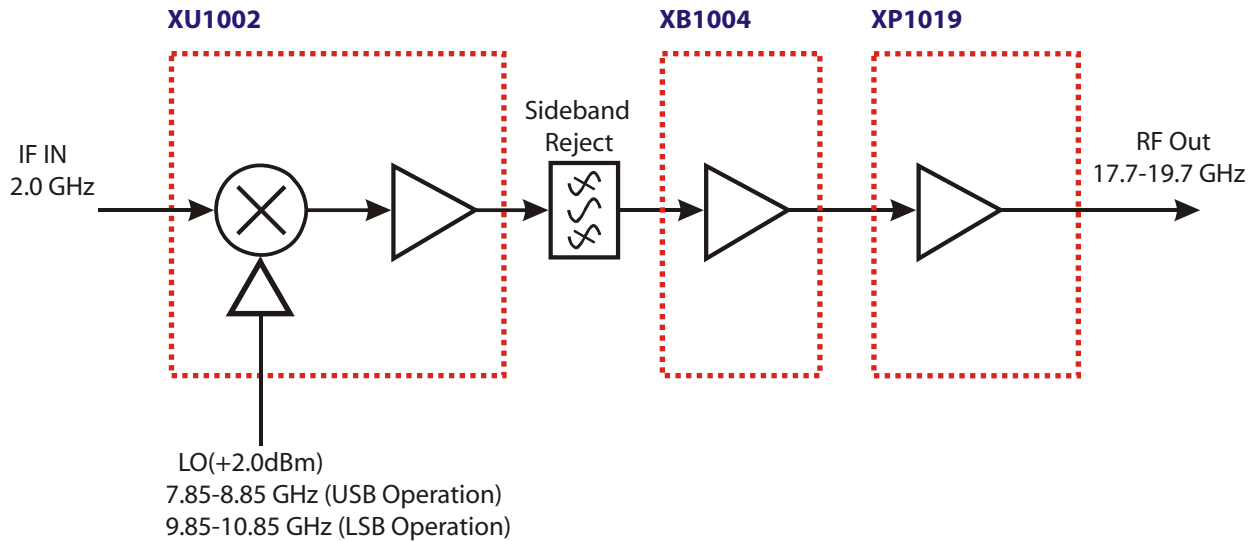 XU1002
XB1004
XP1019
Sideband
Reject
IF IN
2.0 GHz
RF Out
17.7-19.7 GHz
LO(+2.0dBm)
7.85-8.85 GHz (USB Operation)
9.85-10.85 GHz (LSB Operation)